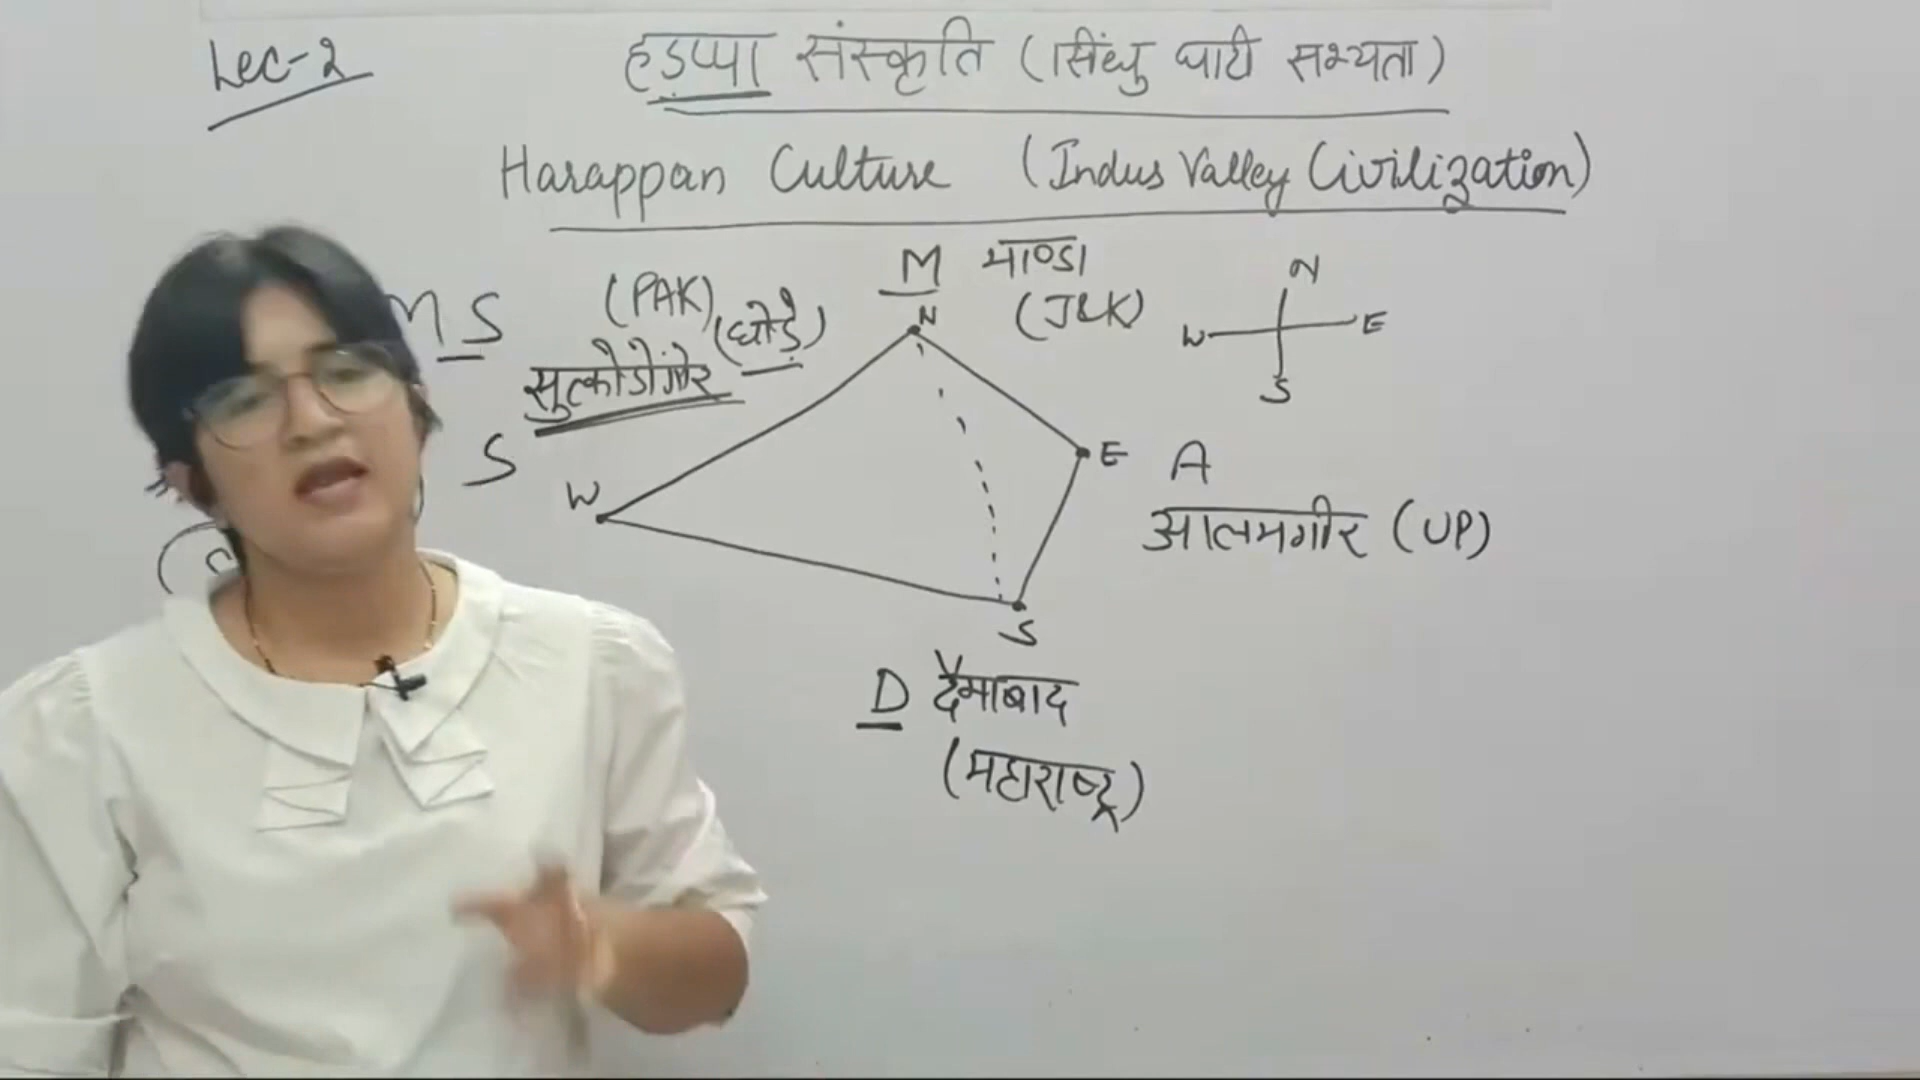 Lec-2
हड़प्पा संस्कृति (सिंधु घाटी सभ्यता)
Harappan Culture (Indus Valley Civilization)
M माण्डा
(J&K)
N
M S
(PAK)
(घोड़े)
सुत्कोडोंगोर
S
W
N
W E
S
E A
आलमगीर (UP)
S
D दैमाबाद
(महाराष्ट्र)